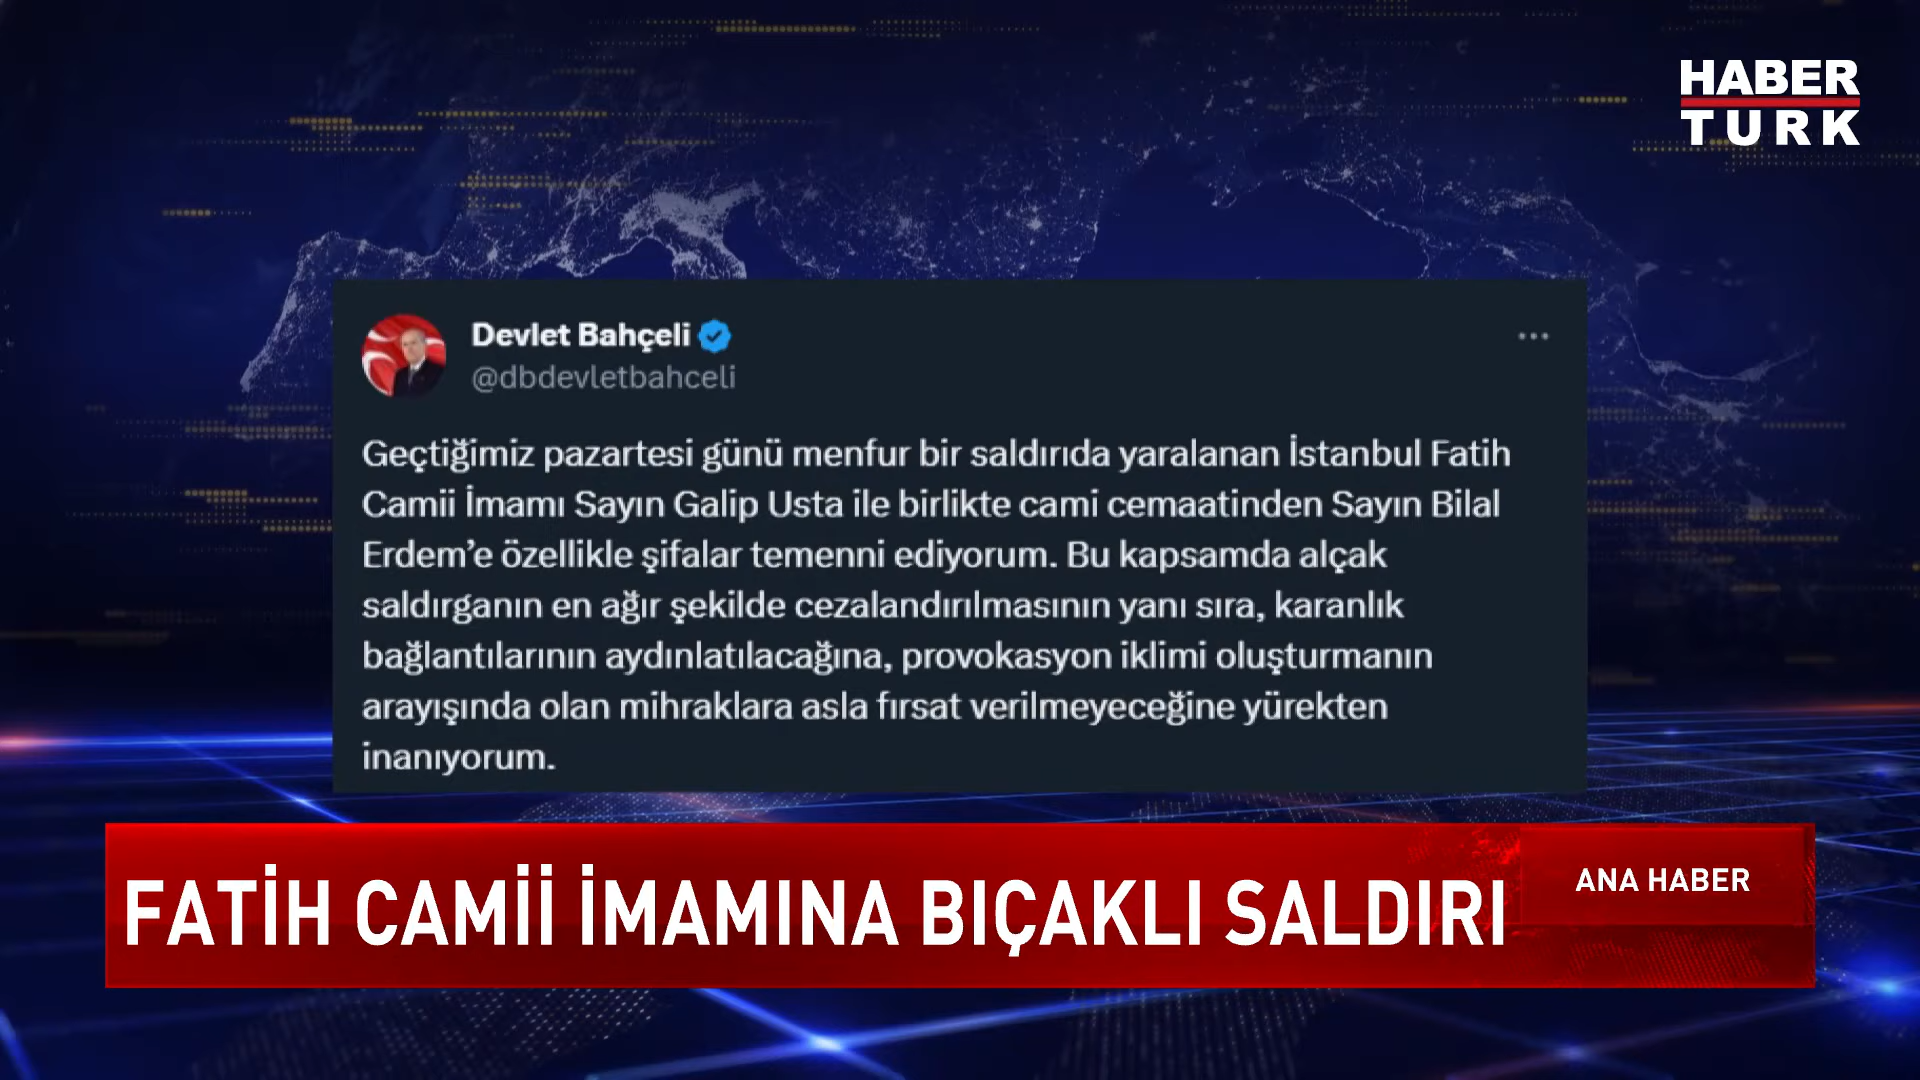 HABER
TURK
Devlet Bahçeli
@dbdevletbahceli
Geçtiğimiz pazartesi günü menfur bir saldırıda yaralanan İstanbul Fatih
Camii İmamı Sayın Galip Usta ile birlikte cami cemaatinden Sayın Bilal
Erdem’e özellikle şifalar temenni ediyorum. Bu kapsamda alçak
saldırganın en ağır şekilde cezalandırılmasının yanı sıra, karanlık
bağlantılarının aydınlatılacağına, provokasyon iklimi oluşturmanın
arayışında olan mihraklara asla fırsat verilmeyeceğine yürekten
inanıyorum.
FATİH CAMİİ İMAMINA BIÇAKLI SALDIRI
ANA HABER